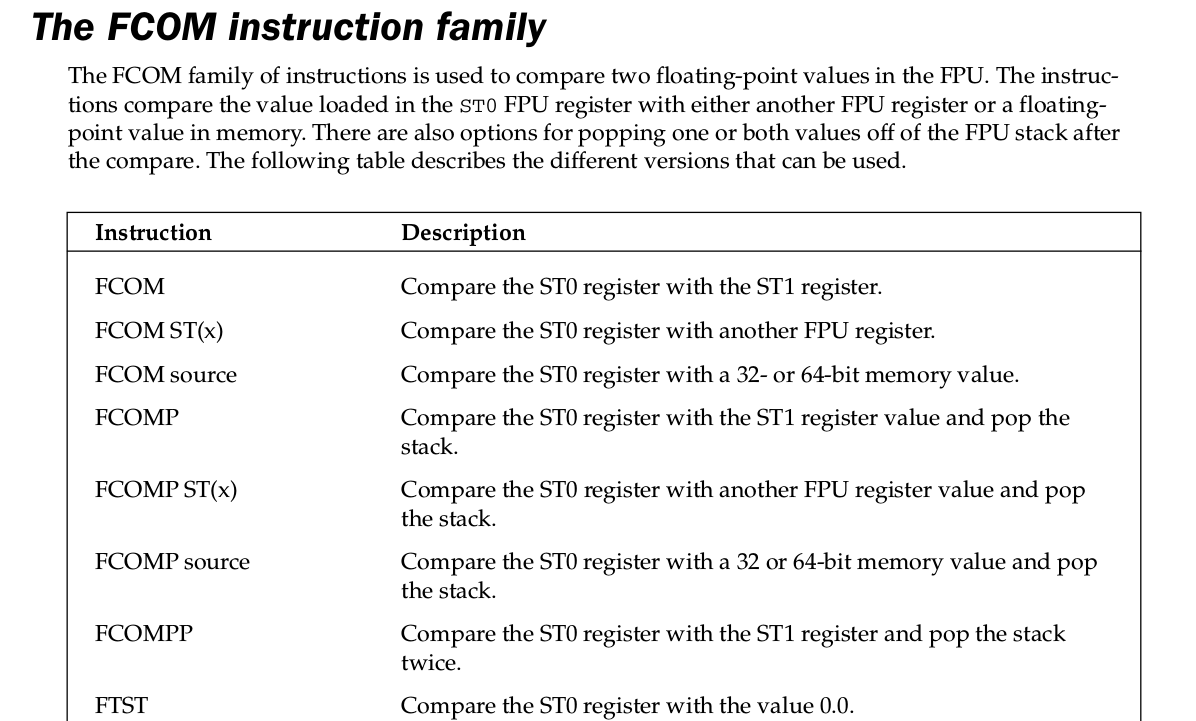 The FCOM instruction family
The FCOM family of instructions is used to compare two floating-point values in the FPU. The instruc-
tions compare the value loaded in the ST0 FPU register with either another FPU register or a floating-
point value in memory. There are also options for popping one or both values off of the FPU stack after
the compare. The following table describes the different versions that can be used.
Instruction Description
FCOM Compare the ST0 register with the ST1 register.
FCOM ST(x) Compare the ST0 register with another FPU register.
FCOM source Compare the ST0 register with a 32- or 64-bit memory value.
FCOMP Compare the ST0 register with the ST1 register value and pop the
stack.
FCOMP ST(x) Compare the ST0 register with another FPU register value and pop
the stack.
FCOMP source Compare the ST0 register with a 32 or 64-bit memory value and pop
the stack.
FCOMPP Compare the ST0 register with the ST1 register and pop the stack
twice.
FTST Compare the ST0 register with the value 0.0.